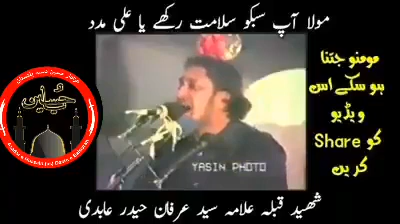 مولا آپ سبکو سلامت رکھے یا علی مدد
مومنو جتنا
ہو سکے اس
ویڈیو
کو Share
کریں
حسین
YASIN PHOTO
شہید قبلہ علامہ سید عرفان حیدر عابدی